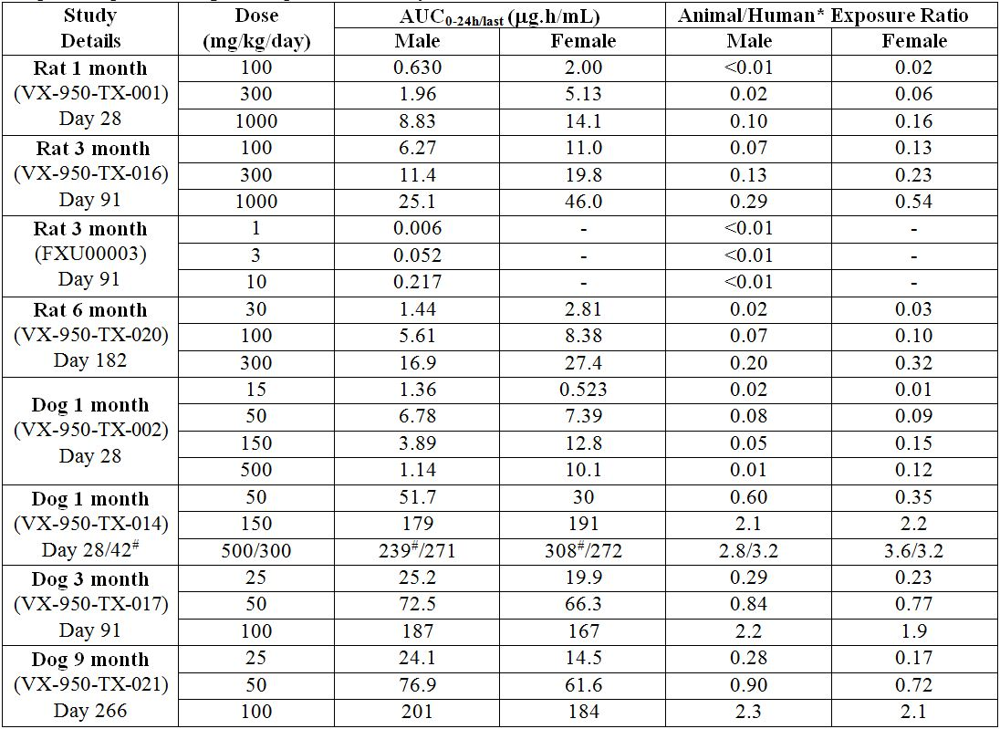 Study Details | Dose (mg/kg/day) | AUC0-24h/last (μg.h/mL) | Animal/Human* Exposure Ratio
Male | Female | Male | Female
Rat 1 month (VX-950-TX-001) Day 28
100 | 0.630 | 2.00 | <0.01 | 0.02
300 | 1.96 | 5.13 | 0.02 | 0.06
1000 | 8.83 | 14.1 | 0.10 | 0.16
Rat 3 month (VX-950-TX-016) Day 91
100 | 6.27 | 11.0 | 0.07 | 0.13
300 | 11.4 | 19.8 | 0.13 | 0.23
1000 | 25.1 | 46.0 | 0.29 | 0.54
Rat 3 month (FXU00003) Day 91
1 | 0.006 | - | <0.01 | -
3 | 0.052 | - | <0.01 | -
10 | 0.217 | - | <0.01 | -
Rat 6 month (VX-950-TX-020) Day 182
30 | 1.44 | 2.81 | 0.02 | 0.03
100 | 5.61 | 8.38 | 0.07 | 0.10
300 | 16.9 | 27.4 | 0.20 | 0.32
Dog 1 month (VX-950-TX-002) Day 28
15 | 1.36 | 0.523 | 0.02 | 0.01
50 | 6.78 | 7.39 | 0.08 | 0.09
150 | 3.89 | 12.8 | 0.05 | 0.15
500 | 1.14 | 10.1 | 0.01 | 0.12
Dog 1 month (VX-950-TX-014) Day 28/42#
50 | 51.7 | 30 | 0.60 | 0.35
150 | 179 | 191 | 2.1 | 2.2
500/300 | 239#/271 | 308#/272 | 2.8/3.2 | 3.6/3.2
Dog 3 month (VX-950-TX-017) Day 91
25 | 25.2 | 19.9 | 0.29 | 0.23
50 | 72.5 | 66.3 | 0.84 | 0.77
100 | 187 | 167 | 2.2 | 1.9
Dog 9 month (VX-950-TX-021) Day 266
25 | 24.1 | 14.5 | 0.28 | 0.17
50 | 76.9 | 61.6 | 0.90 | 0.72
100 | 201 | 184 | 2.3 | 2.1